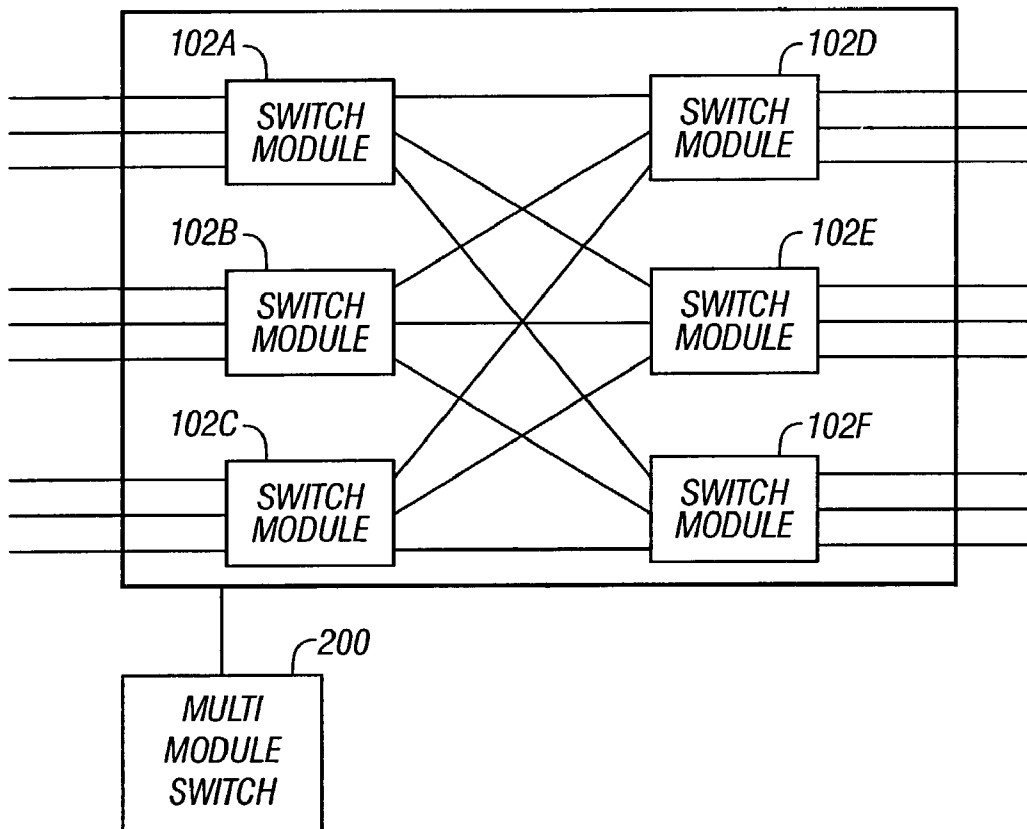 102A
102D
SWITCH
MODULE
SWITCH
MODULE
102B
102E
SWITCH
MODULE
SWITCH
MODULE
102C
102F
SWITCH
MODULE
SWITCH
MODULE
200
MULTI
MODULE
SWITCH